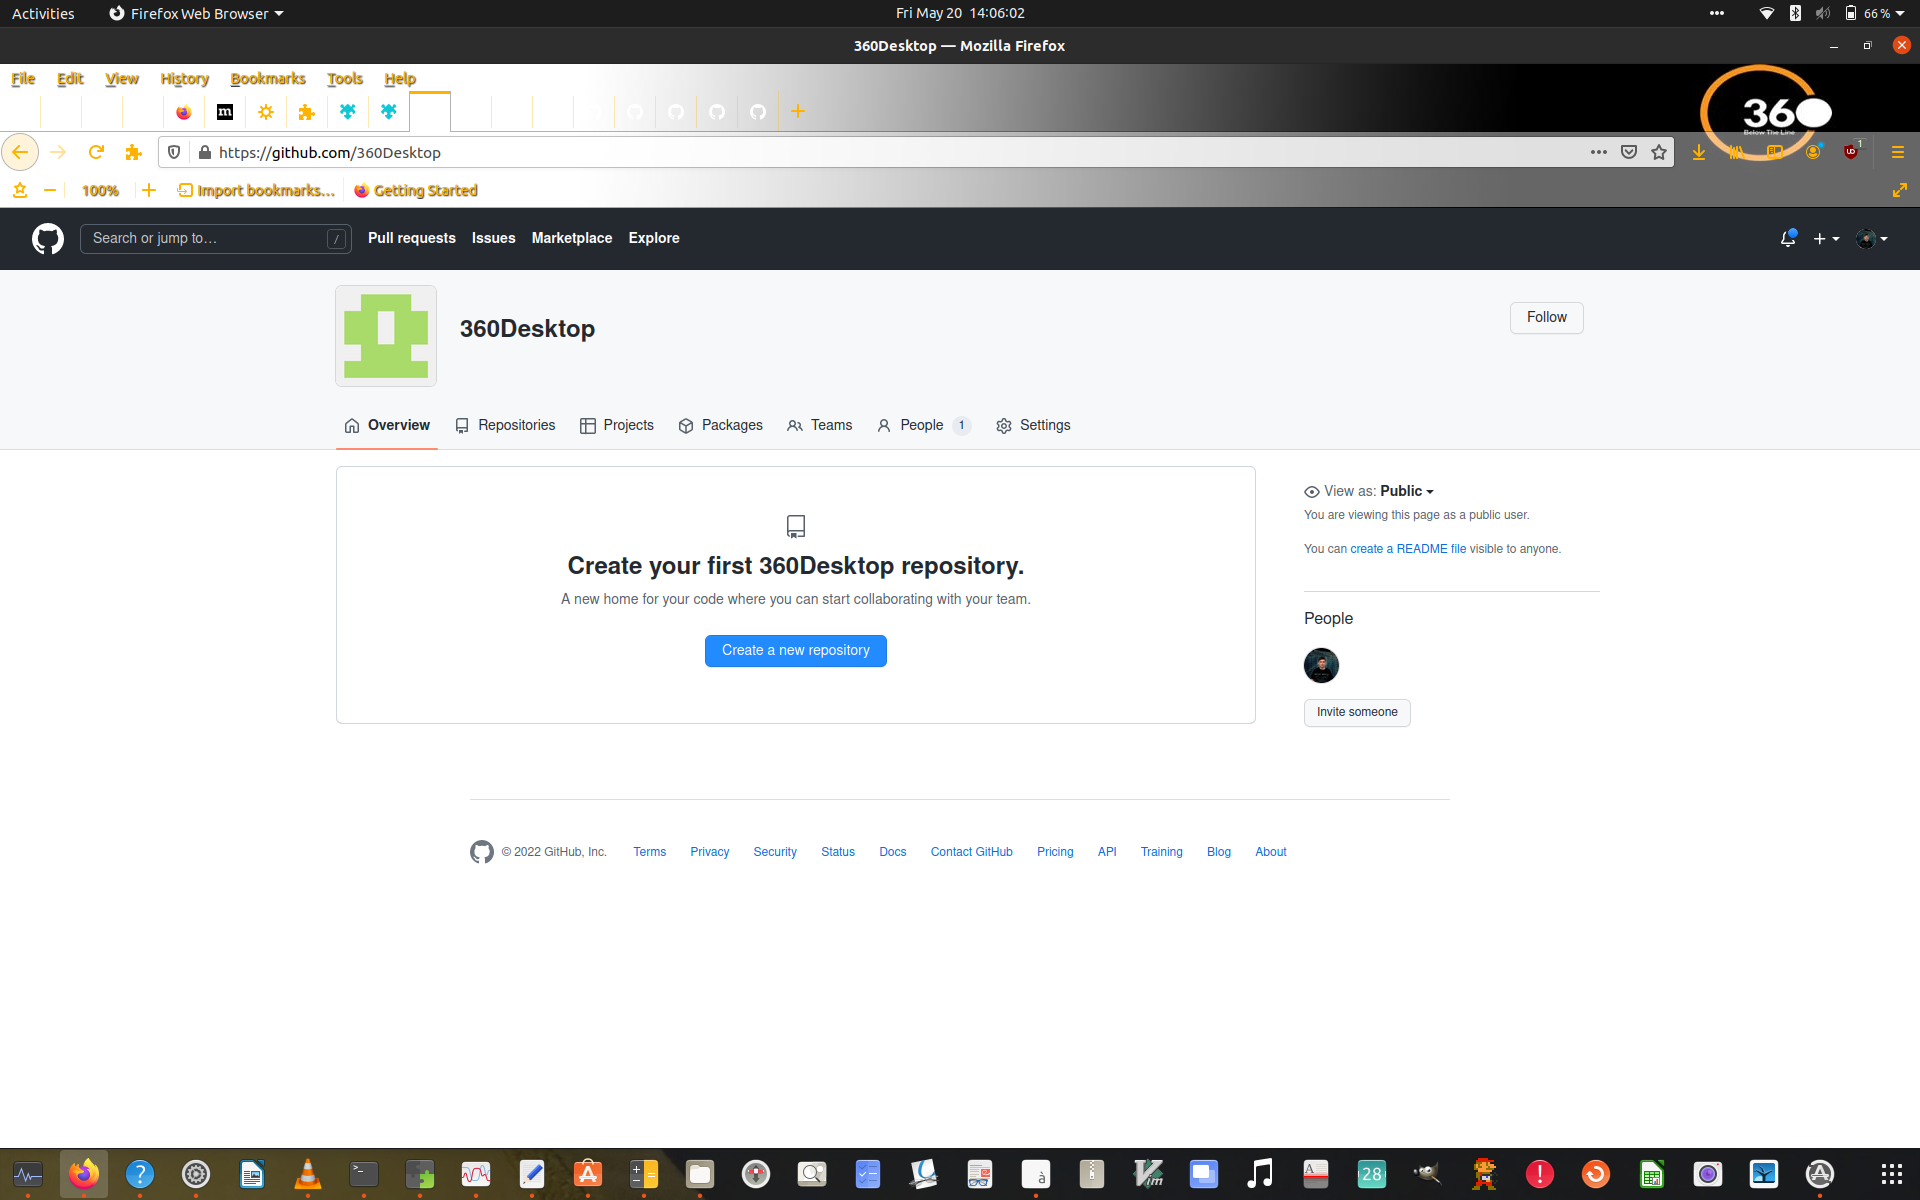 Activities Firefox Web Browser Fri May 20 14:06:02 66 %
360Desktop — Mozilla Firefox
File Edit View History Bookmarks Tools Help
m
360
Below The Line
https://github.com/360Desktop 1
100% Import bookmarks... Getting Started
Search or jump to… / Pull requests Issues Marketplace Explore
360Desktop
Follow
Overview Repositories Projects Packages Teams People 1 Settings
View as: Public
You are viewing this page as a public user.
You can create a README file visible to anyone.
Create your first 360Desktop repository.
A new home for your code where you can start collaborating with your team.
Create a new repository
People
Invite someone
© 2022 GitHub, Inc. Terms Privacy Security Status Docs Contact GitHub Pricing API Training Blog About
? >_ à Vim A 28 !